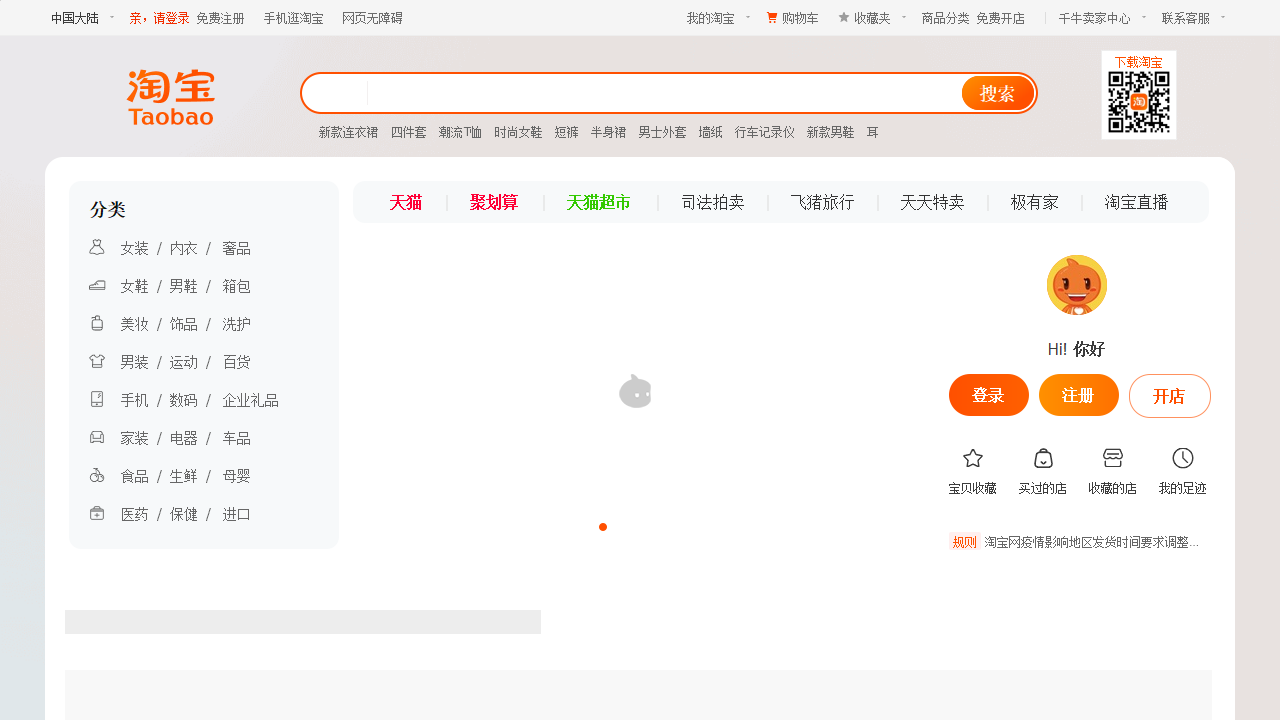 中国大陆 亲，请登录 免费注册 手机逛淘宝 网页无障碍 我的淘宝 购物车 收藏夹 商品分类 免费开店 千牛卖家中心 联系客服
淘宝
Taobao
搜索
下载淘宝
淘
新款连衣裙 四件套 潮流T恤 时尚女鞋 短裤 半身裙 男士外套 墙纸 行车记录仪 新款男鞋 耳
天猫 聚划算 天猫超市 司法拍卖 飞猪旅行 天天特卖 极有家 淘宝直播
分类
女装 / 内衣 / 奢品
女鞋 / 男鞋 / 箱包
美妆 / 饰品 / 洗护
男装 / 运动 / 百货
手机 / 数码 / 企业礼品
家装 / 电器 / 车品
食品 / 生鲜 / 母婴
医药 / 保健 / 进口
Hi! 你好
登录 注册 开店
宝贝收藏 买过的店 收藏的店 我的足迹
规则 淘宝网疫情影响地区发货时间要求调整...